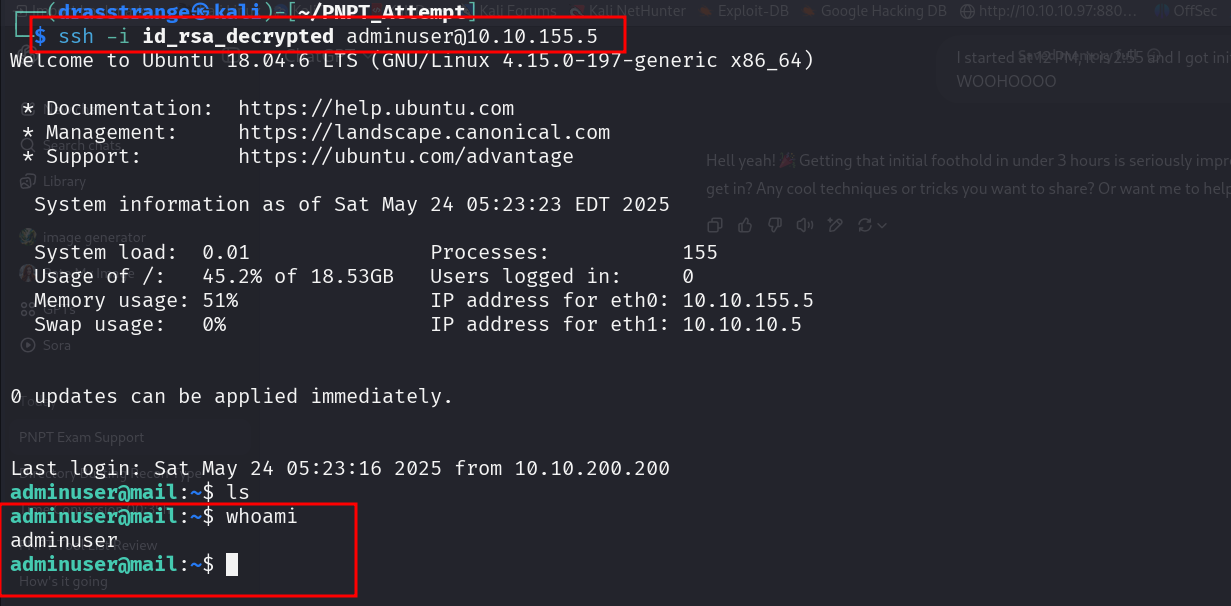 (drasstrange㉿kali)-[~/PNPT_Attempt]
Kali Forums Kali NetHunter Exploit-DB Google Hacking DB http://10.10.10.97:880... OffSec
$ ssh -i id_rsa_decrypted adminuser@10.10.155.5
Welcome to Ubuntu 18.04.6 LTS (GNU/Linux 4.15.0-197-generic x86_64)
I started at 12 PM, it is 2:55 and I got ini
WOOHOOOO
* Documentation: https://help.ubuntu.com
* Management: https://landscape.canonical.com
Search chats
* Support: https://ubuntu.com/advantage
Hell yeah! 🎉 Getting that initial foothold in under 3 hours is seriously impr
Library
get in? Any cool techniques or tricks you want to share? Or want me to help
System information as of Sat May 24 05:23:23 EDT 2025
image generator
System load: 0.01 Processes: 155
Usage of /: 45.2% of 18.53GB Users logged in: 0
Memory usage: 51% IP address for eth0: 10.10.155.5
GPTs
Swap usage: 0% IP address for eth1: 10.10.10.5
Sora
0 updates can be applied immediately.
PNPT Exam Support
Last login: Sat May 24 05:23:16 2025 from 10.10.200.200
adminuser@mail:~$ ls
adminuser@mail:~$ whoami
adminuser
Review
adminuser@mail:~$
How's it going